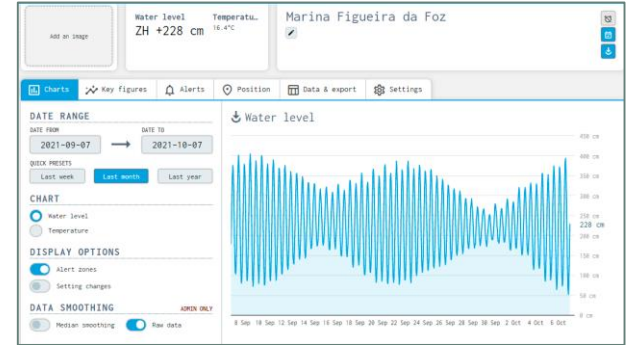 Add an image
Water level
ZH +228 cm
Temperatu…
16.4°C
Marina Figueira da Foz
Charts
Key figures
Alerts
Position
Data & export
Settings
DATE RANGE
DATE FROM
DATE TO
2021-09-07
2021-10-07
QUICK PRESETS
Last week
Last month
Last year
CHART
Water level
Temperature
DISPLAY OPTIONS
Alert zones
Setting changes
DATA SMOOTHING
ADMIN ONLY
Median smoothing
Raw data
Water level
450 cm
400 cm
350 cm
300 cm
250 cm
228 cm
200 cm
150 cm
100 cm
50 cm
0 cm
8 Sep 10 Sep 12 Sep 14 Sep 16 Sep 18 Sep 20 Sep 22 Sep 24 Sep 26 Sep 28 Sep 30 Sep 2 Oct 4 Oct 6 Oct